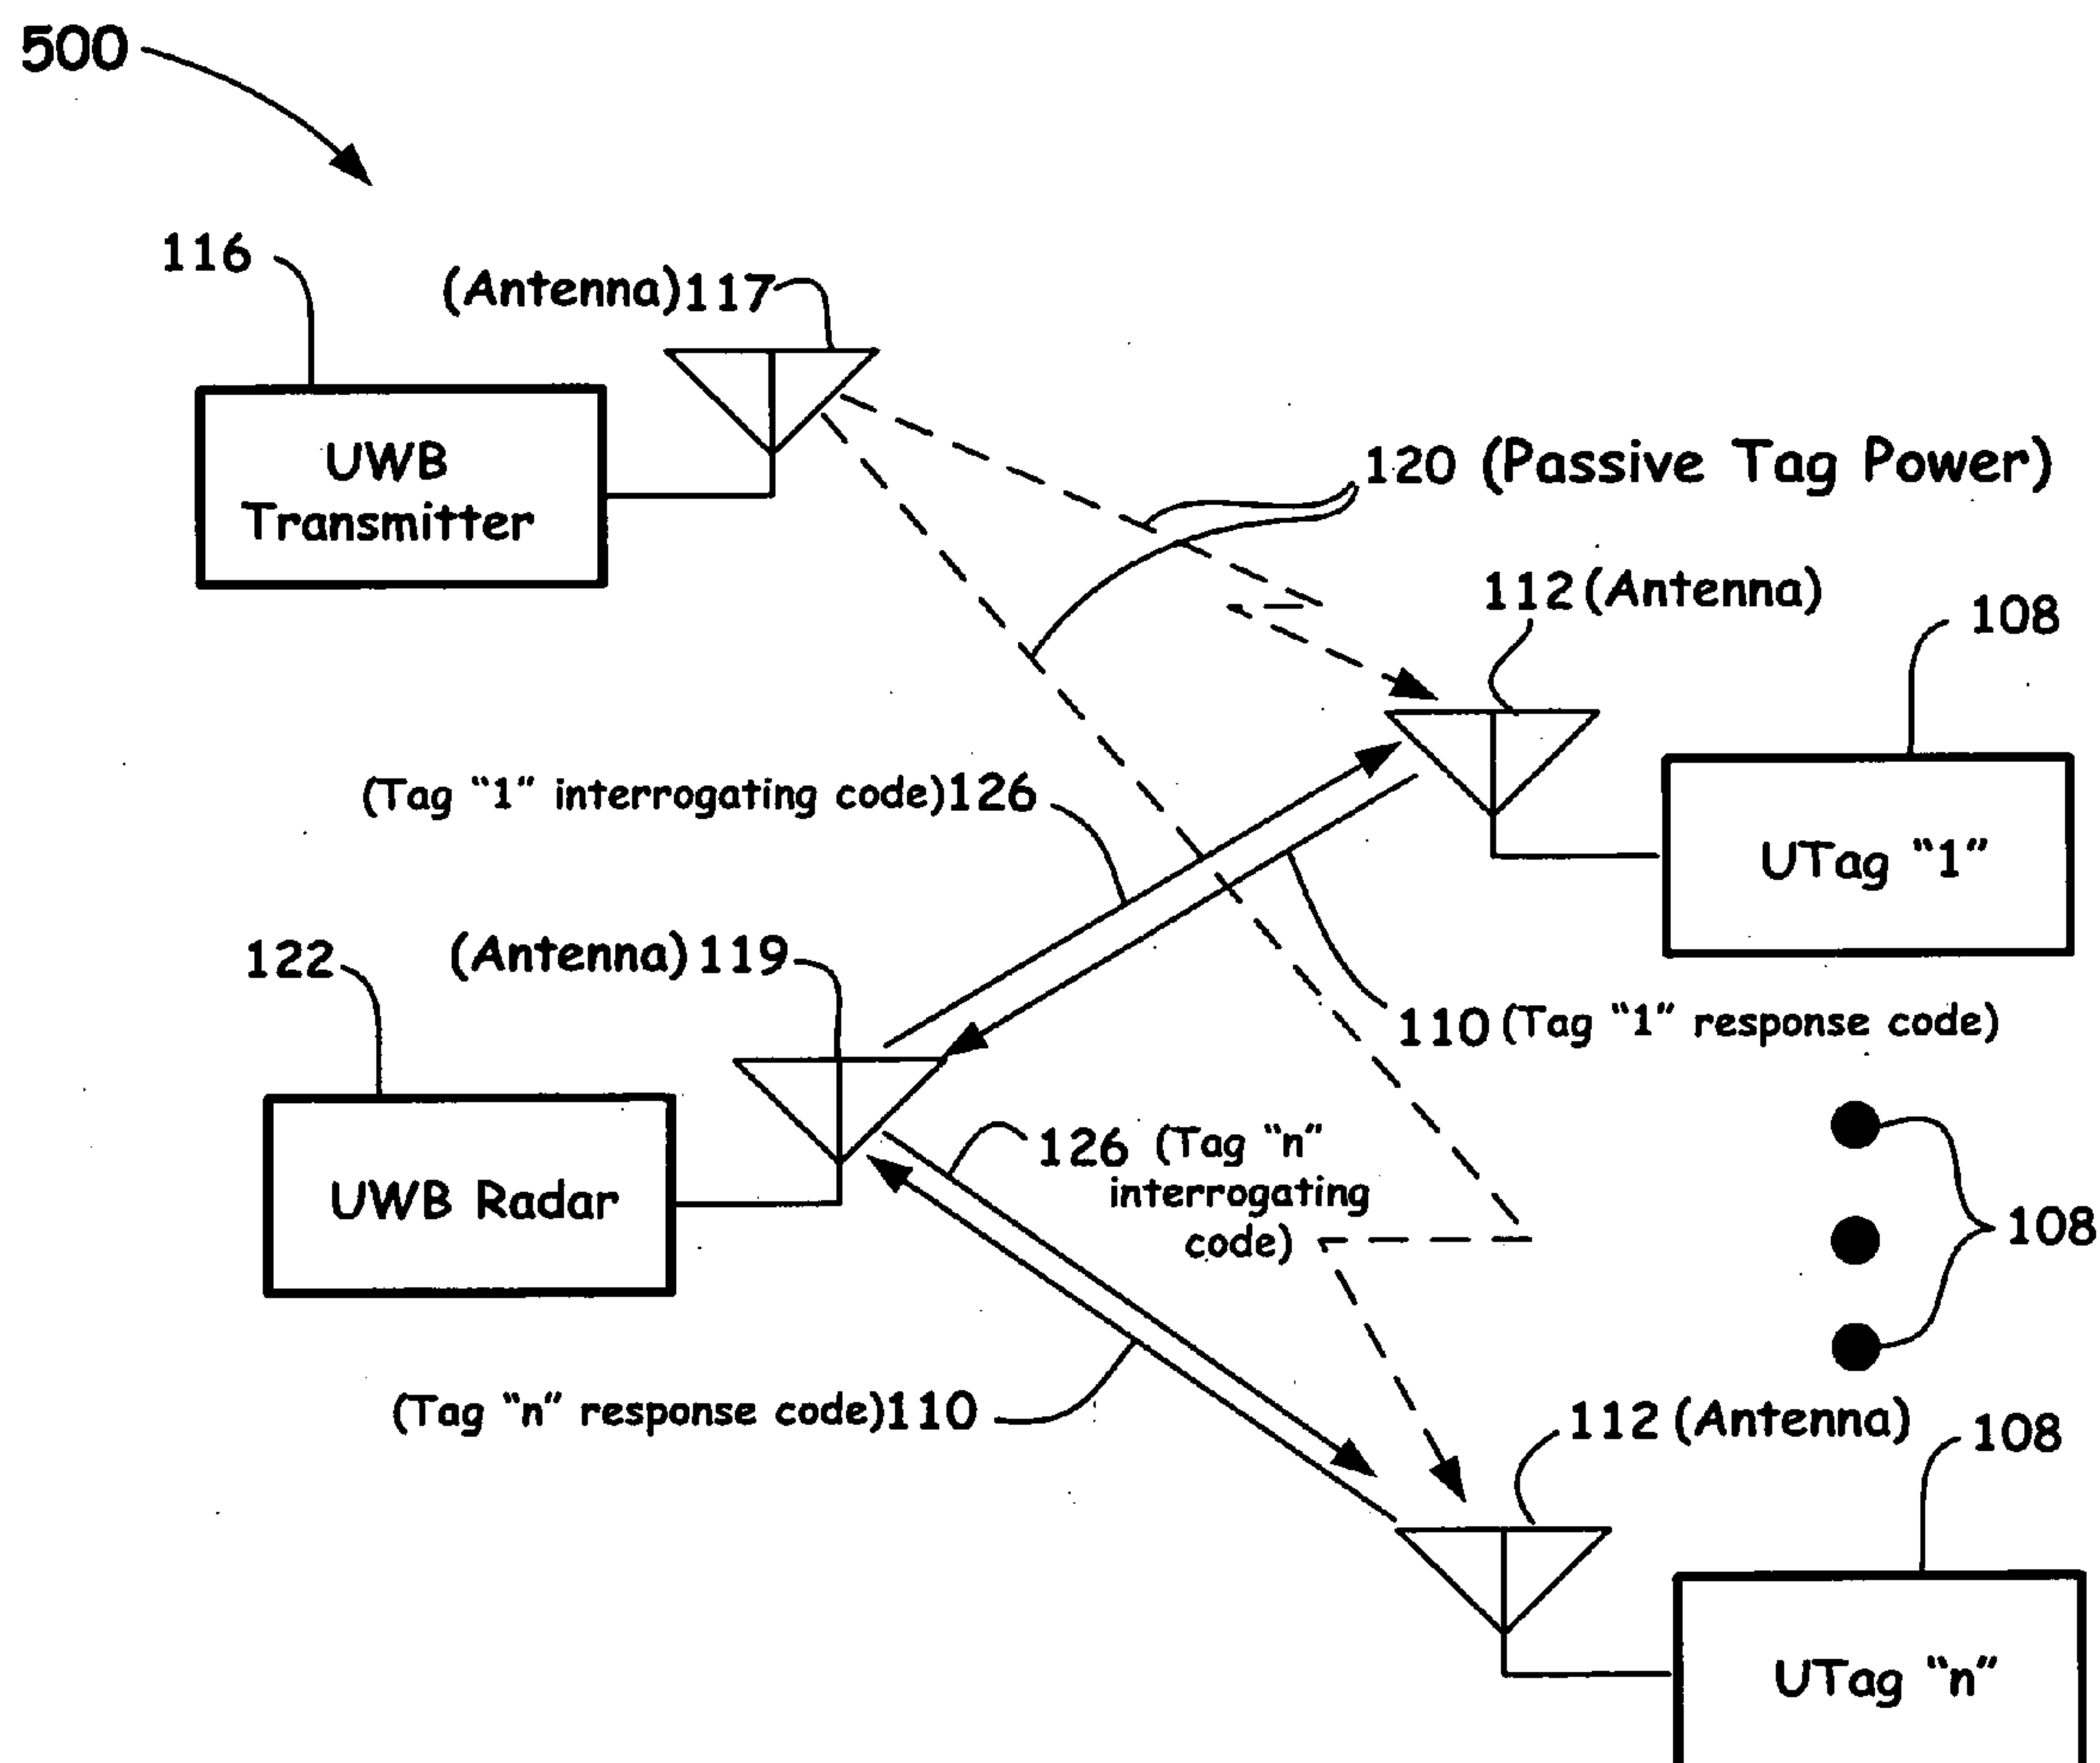 500
116
(Antenna)117
UWB
Transmitter
120 (Passive Tag Power)
112 (Antenna)
108
(Tag "1" interrogating code)126
UTag "1"
122
(Antenna)119
110 (Tag "1" response code)
UWB Radar
126 (Tag "n"
interrogating
code)
108
(Tag "n" response code)110
112 (Antenna)
108
UTag "n"